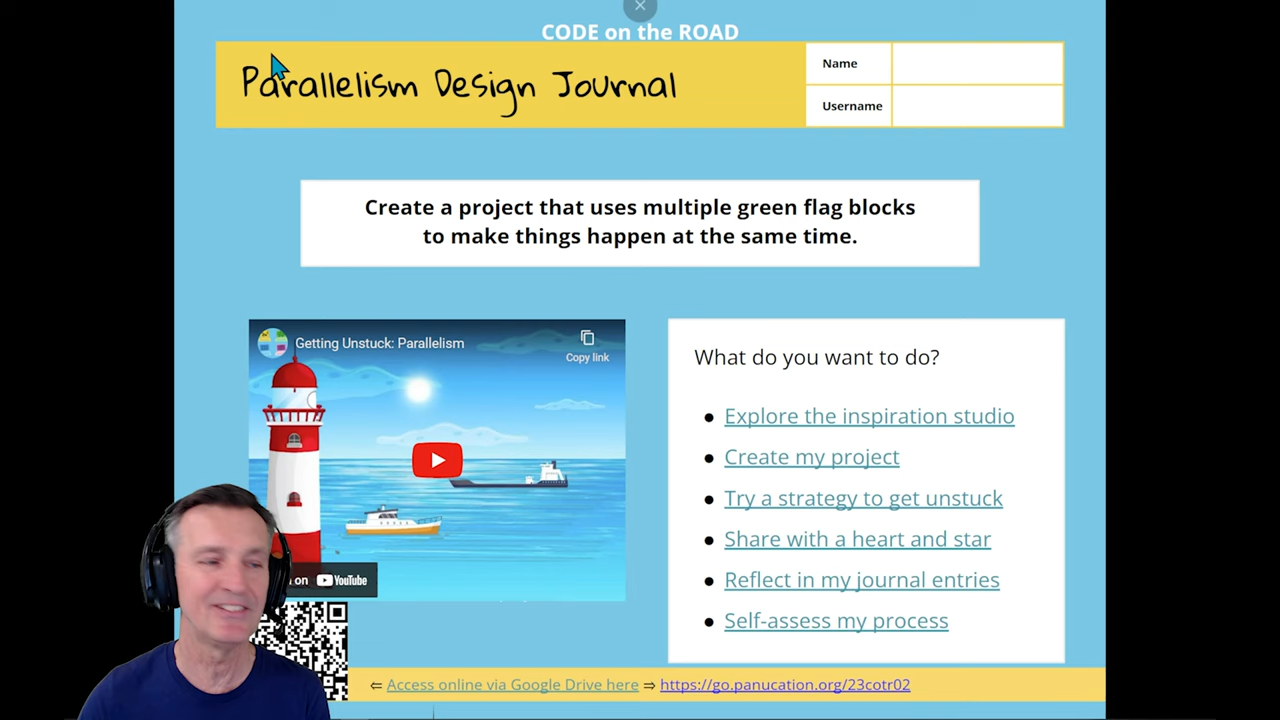 CODE on the ROAD
Parallelism Design Journal
Name
Username
Create a project that uses multiple green flag blocks
to make things happen at the same time.
Getting Unstuck: Parallelism
Copy link
on YouTube
What do you want to do?
● Explore the inspiration studio
● Create my project
● Try a strategy to get unstuck
● Share with a heart and star
● Reflect in my journal entries
● Self-assess my process
⇐ Access online via Google Drive here ⇒ https://go.panucation.org/23cotr02